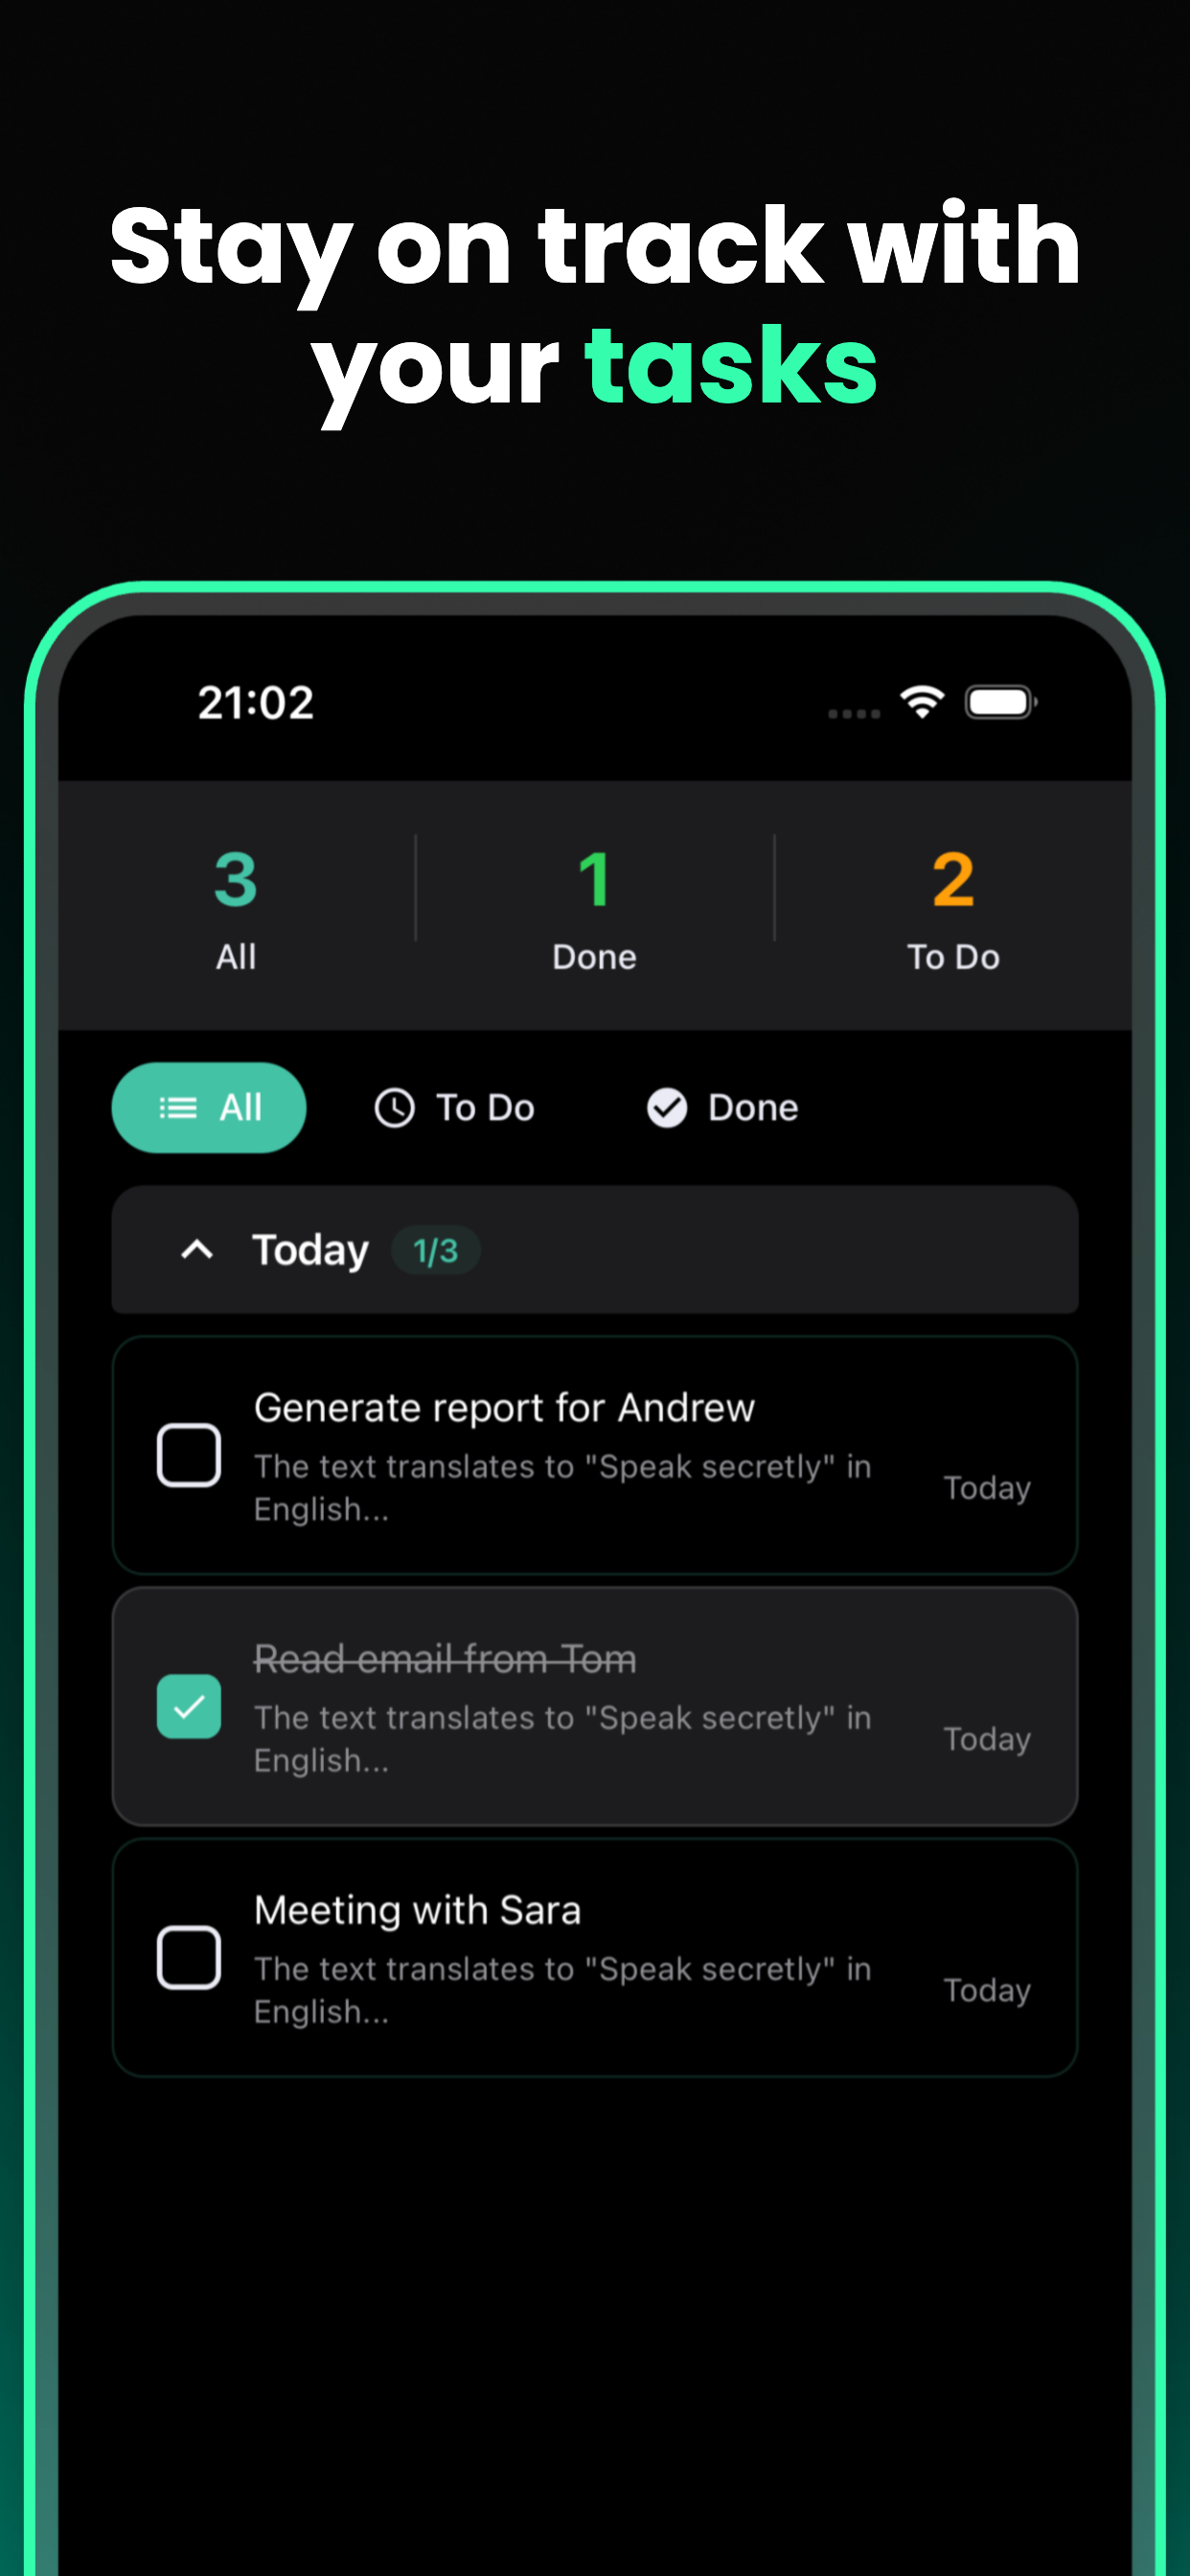 Stay on track with
your tasks
21:02
3
1
2
All
Done
To Do
All
To Do
Done
Today 1/3
Generate report for Andrew
The text translates to "Speak secretly" in
English...
Today
Read email from Tom
The text translates to "Speak secretly" in
English...
Today
Meeting with Sara
The text translates to "Speak secretly" in
English...
Today